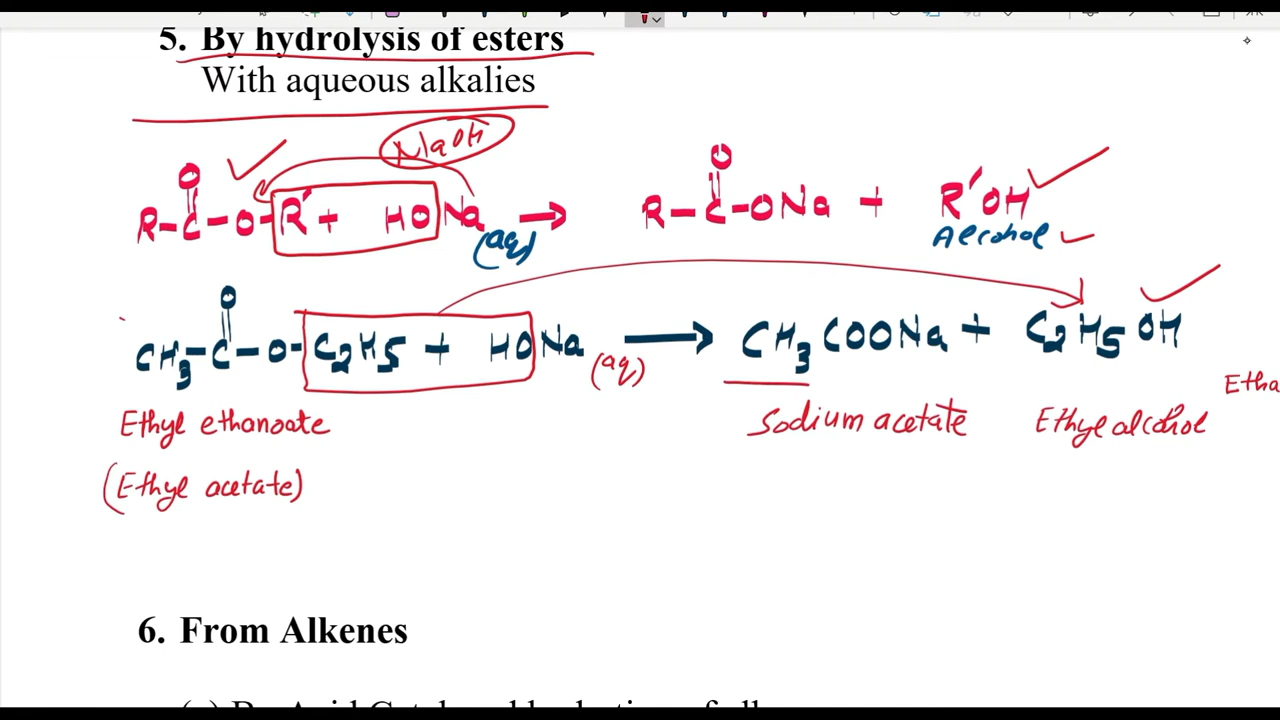 5. By hydrolysis of esters
With aqueous alkalies
NaOH
O O
R-C-O-R′ + HONa (aq) → R-C-ONa + R′OH
Alcohol
O
CH3-C-O-C2H5 + HONa (aq) → CH3COONa + C2H5OH
Ethyl ethanoate Sodium acetate Ethyl alcohol
(Ethyl acetate)
6. From Alkenes